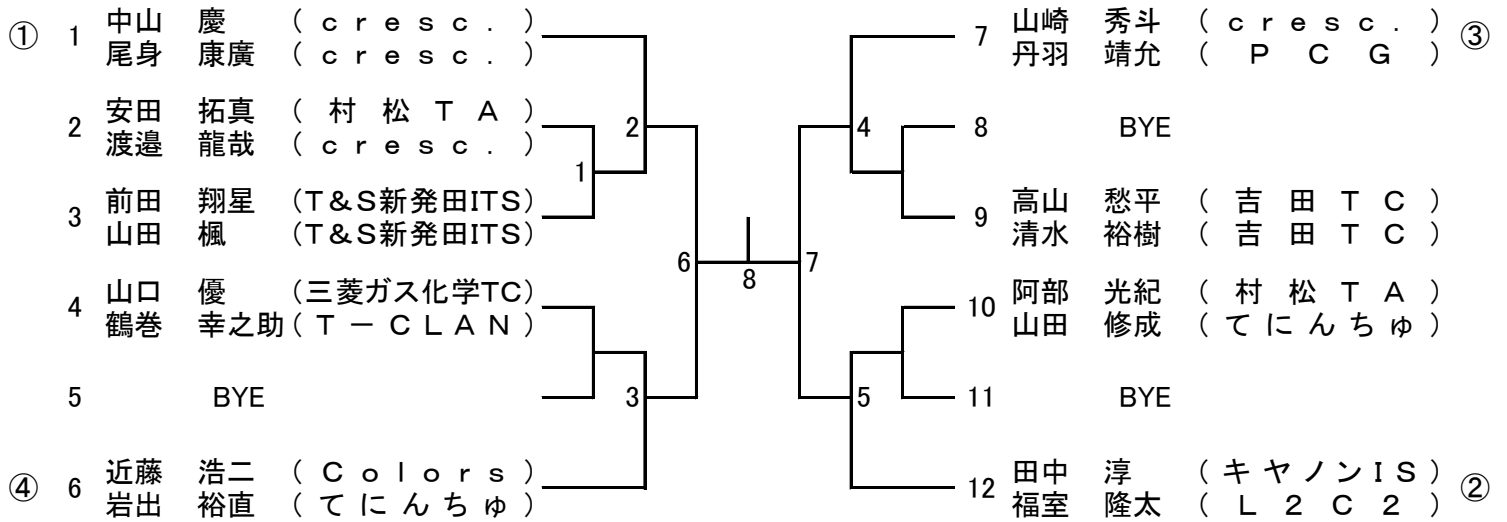 ① 1 中山 慶 (cresc.)
尾身 康廣 (cresc.)
2 安田 拓真 (村松TA)
渡邉 龍哉 (cresc.)
3 前田 翔星 (T&S新発田ITS)
山田 楓 (T&S新発田ITS)
4 山口 優 (三菱ガス化学TC)
鶴巻 幸之助(T－CLAN)
5 BYE
④ 6 近藤 浩二 (Colors)
岩出 裕直 (てにんちゅ)
2
1
6
3
8
4
7
5
7 山崎 秀斗 (cresc.) ③
丹羽 靖允 (PCG)
8 BYE
9 高山 愁平 (吉田TC)
清水 裕樹 (吉田TC)
10 阿部 光紀 (村松TA)
山田 修成 (てにんちゅ)
11 BYE
12 田中 淳 (キヤノンIS) ②
福室 隆太 (L2C2)